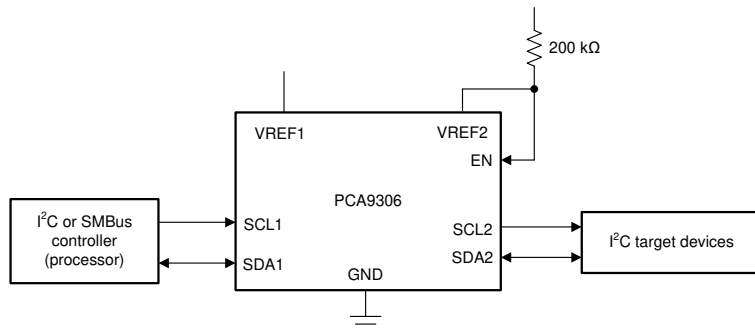 200 kΩ
VREF1
VREF2
EN
PCA9306
I²C or SMBus
controller
(processor)
SCL1
SDA1
SCL2
SDA2
I²C target devices
GND